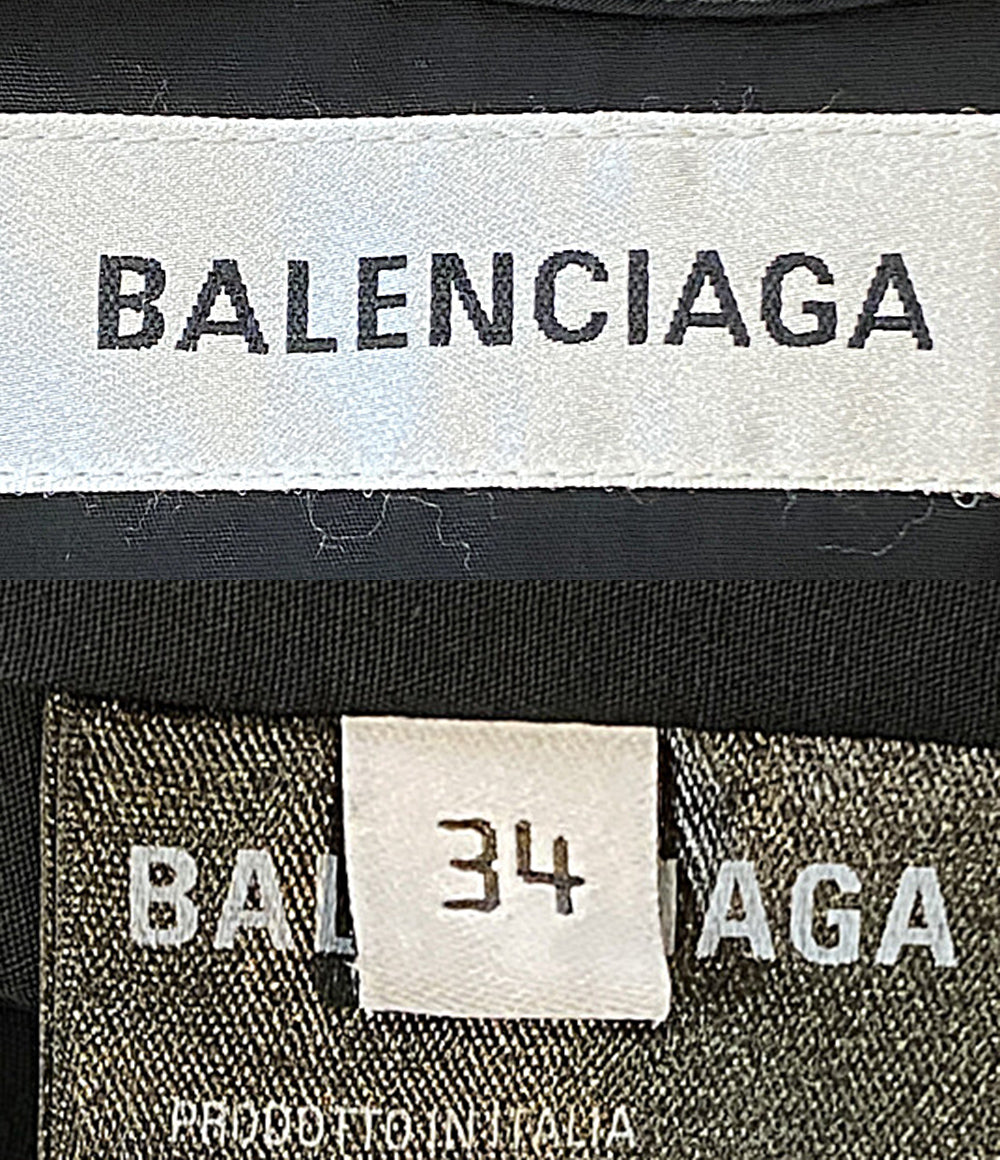 BALENCIAGA
34
BAL AGA
PRODOTTO IN ITALIA